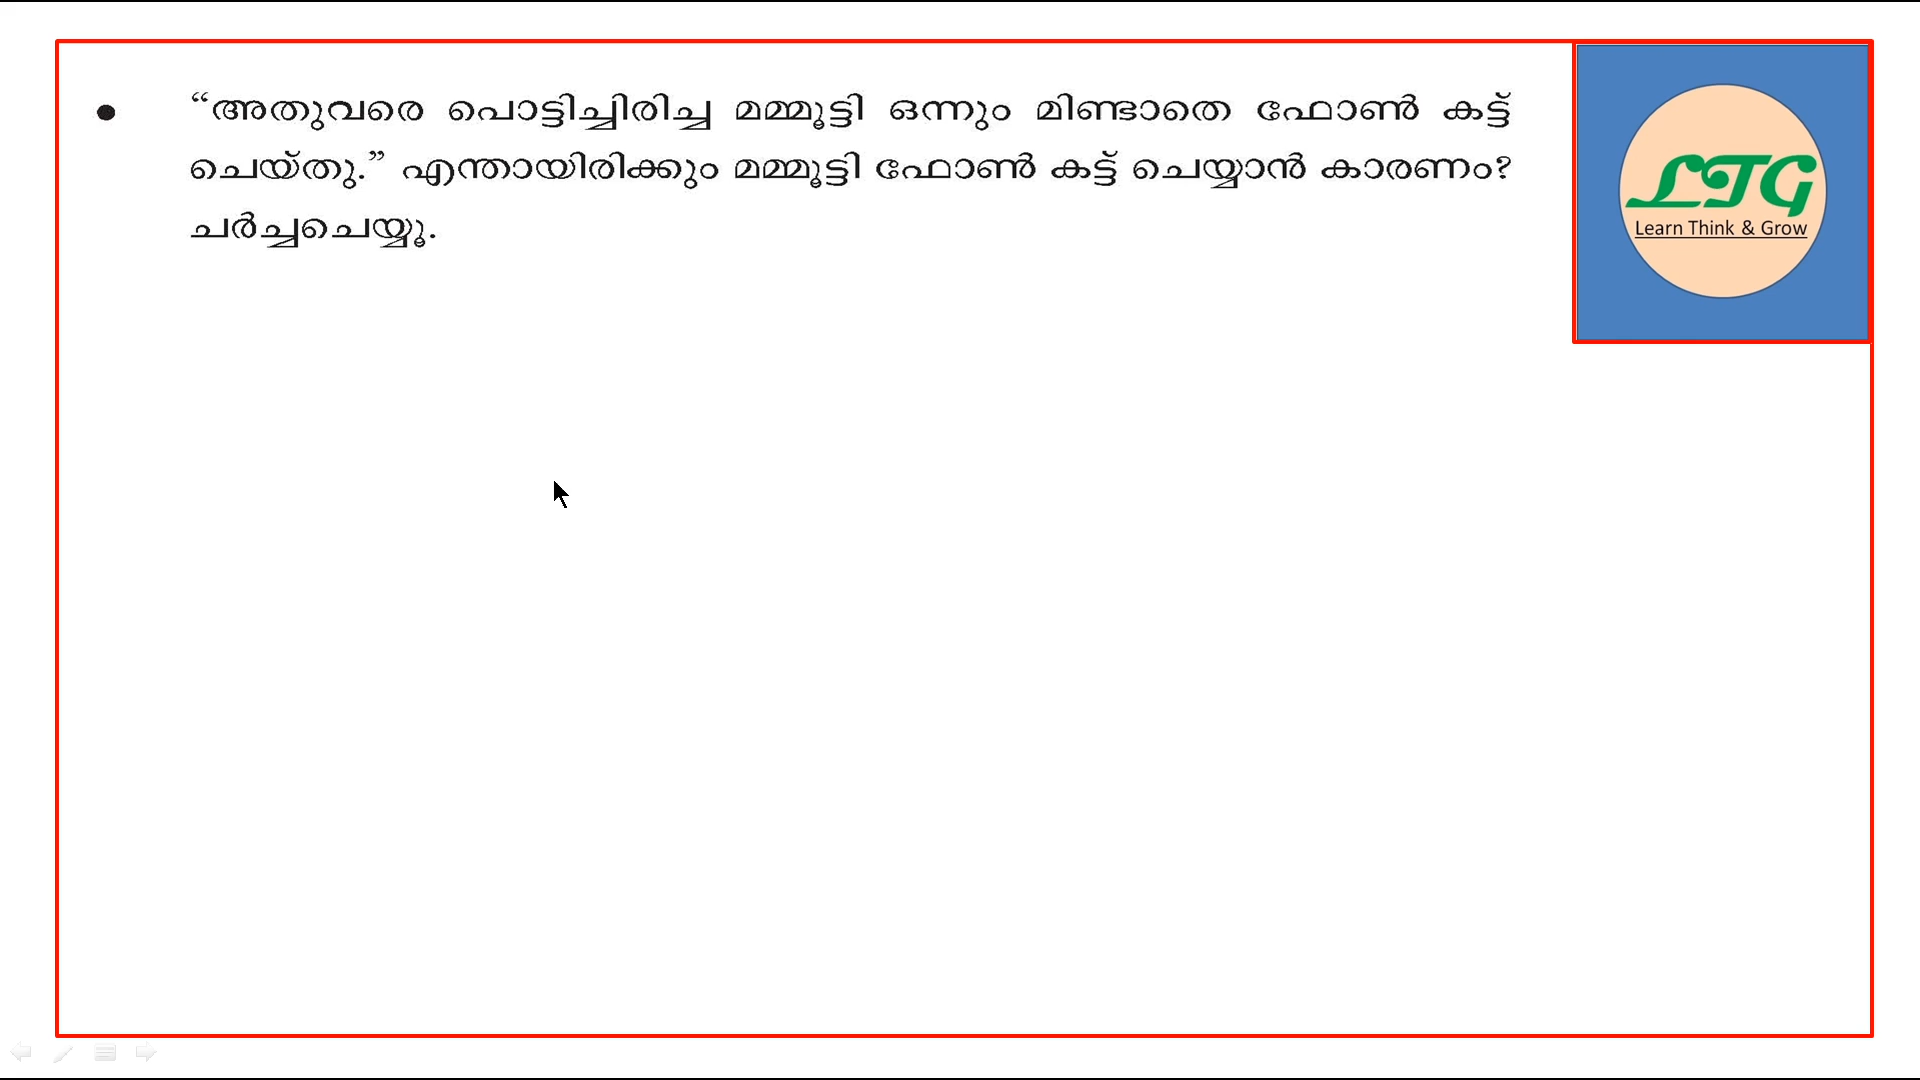 ● “അതുവരെ പൊട്ടിച്ചിരിച്ച മമ്മൂട്ടി ഒന്നും മിണ്ടാതെ ഫോൺ കട്ട്
ചെയ്തു.” എന്തായിരിക്കും മമ്മൂട്ടി ഫോൺ കട്ട് ചെയ്യാൻ കാരണം?
ചർച്ചചെയ്യൂ.
LTG
Learn Think & Grow